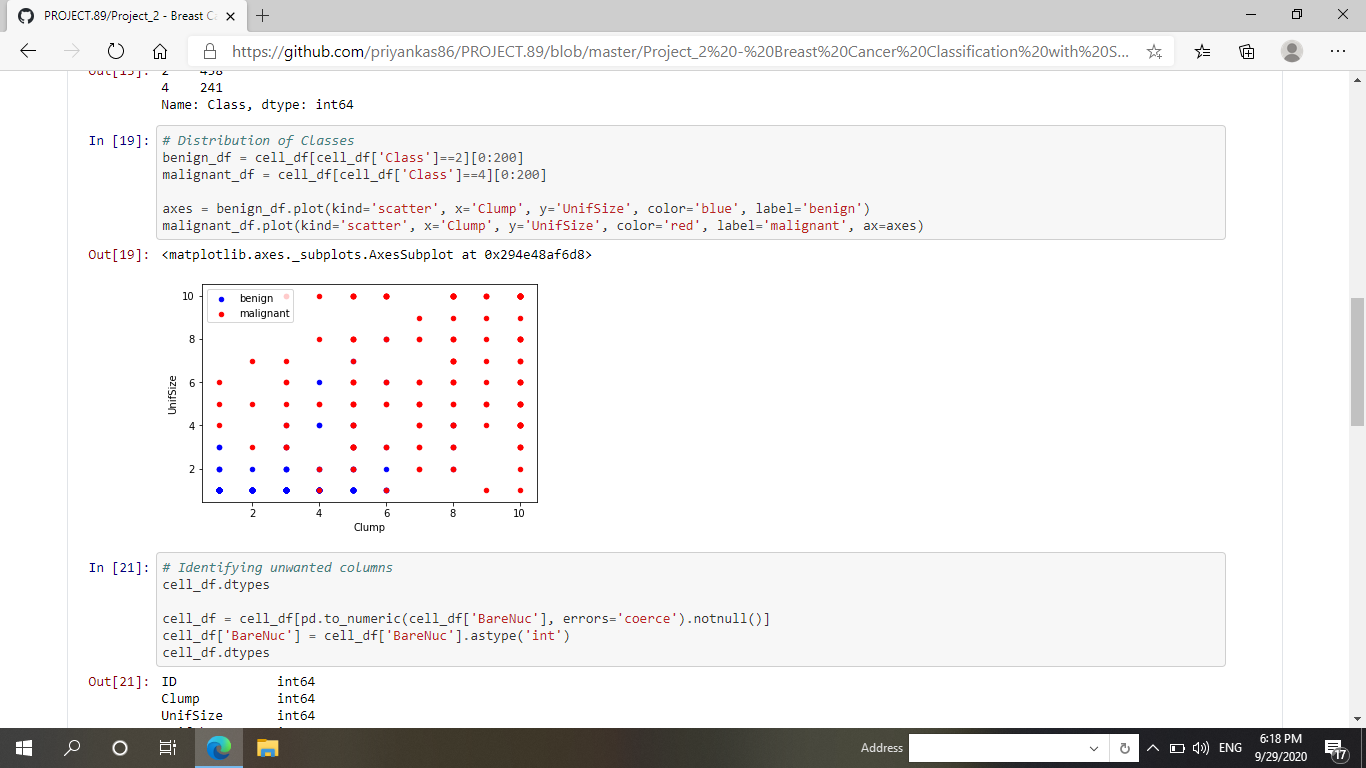 PROJECT.89/Project_2 - Breast C
https://github.com/priyankas86/PROJECT.89/blob/master/Project_2%20-%20Breast%20Cancer%20Classification%20with%20S...
Out[15]: 2 458
4 241
Name: Class, dtype: int64
In [19]: # Distribution of Classes
benign_df = cell_df[cell_df['Class']==2][0:200]
malignant_df = cell_df[cell_df['Class']==4][0:200]
axes = benign_df.plot(kind='scatter', x='Clump', y='UnifSize', color='blue', label='benign')
malignant_df.plot(kind='scatter', x='Clump', y='UnifSize', color='red', label='malignant', ax=axes)
Out[19]: <matplotlib.axes._subplots.AxesSubplot at 0x294e48af6d8>
benign
malignant
10
8
6
4
2
UnifSize
2 4 6 8 10
Clump
In [21]: # Identifying unwanted columns
cell_df.dtypes
cell_df = cell_df[pd.to_numeric(cell_df['BareNuc'], errors='coerce').notnull()]
cell_df['BareNuc'] = cell_df['BareNuc'].astype('int')
cell_df.dtypes
Out[21]: ID int64
Clump int64
UnifSize int64
Address
ENG
6:18 PM
9/29/2020
17